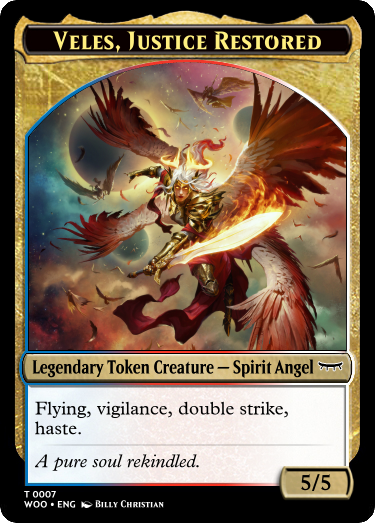 Veles, Justice Restored
Legendary Token Creature — Spirit Angel
Flying, vigilance, double strike,
haste.
A pure soul rekindled.
5/5
T 0007
WOO • ENG Billy Christian